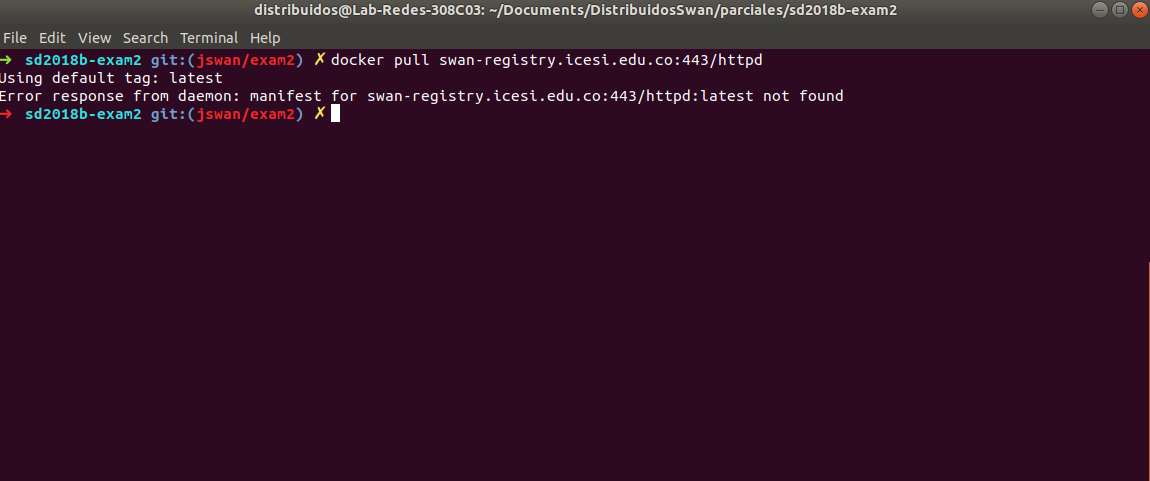 distribuidos@Lab-Redes-308C03: ~/Documents/DistribuidosSwan/parciales/sd2018b-exam2
File Edit View Search Terminal Help
➜ sd2018b-exam2 git:(jswan/exam2) ✗ docker pull swan-registry.icesi.edu.co:443/httpd
Using default tag: latest
Error response from daemon: manifest for swan-registry.icesi.edu.co:443/httpd:latest not found
➜ sd2018b-exam2 git:(jswan/exam2) ✗